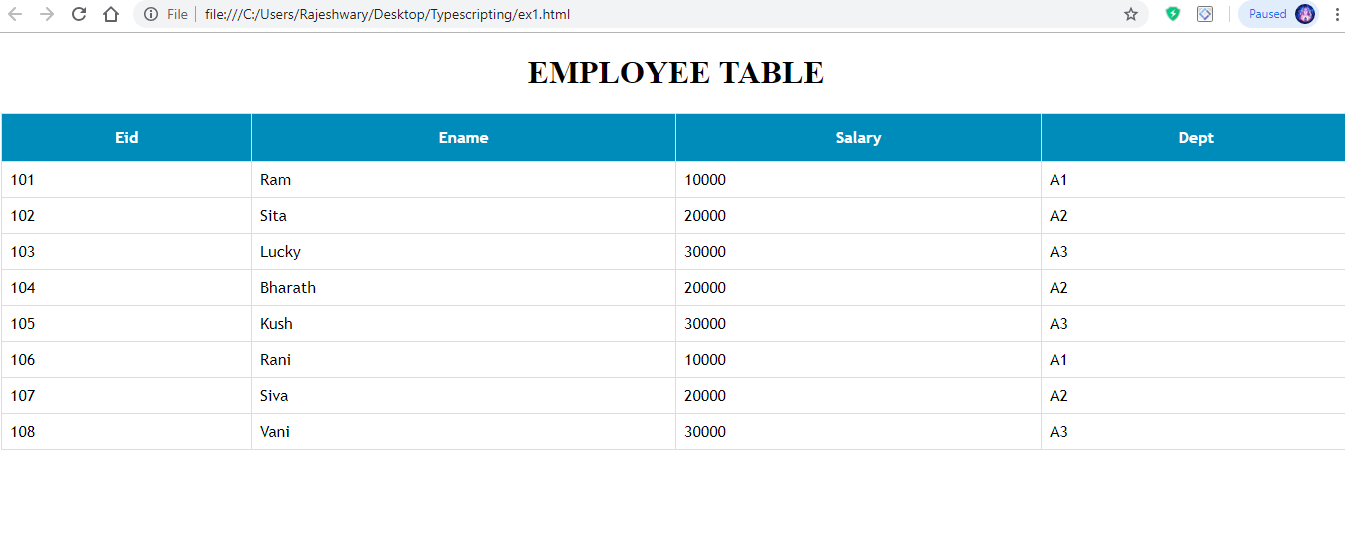 File file:///C:/Users/Rajeshwary/Desktop/Typescripting/ex1.html Paused
EMPLOYEE TABLE
Eid Ename Salary Dept
101 Ram 10000 A1
102 Sita 20000 A2
103 Lucky 30000 A3
104 Bharath 20000 A2
105 Kush 30000 A3
106 Rani 10000 A1
107 Siva 20000 A2
108 Vani 30000 A3